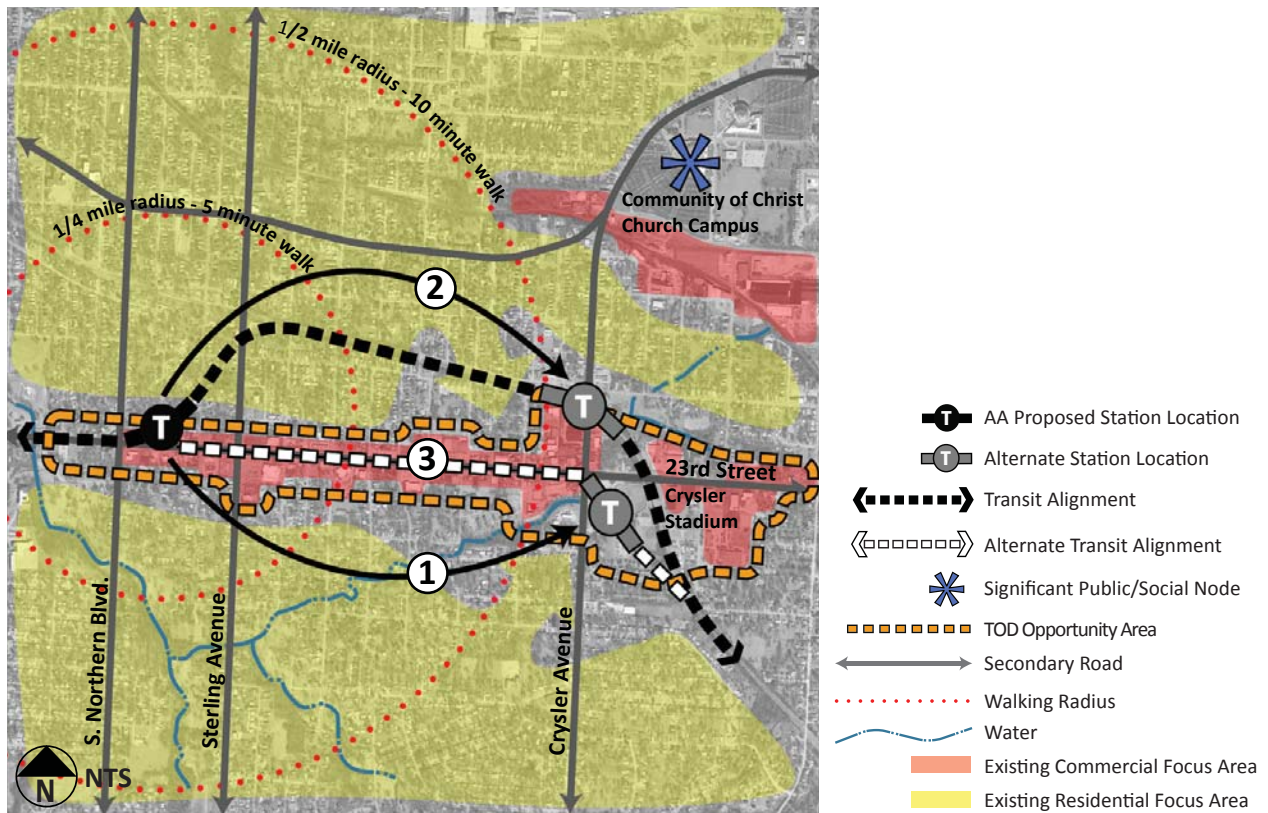 1/2 mile radius - 10 minute walk
1/4 mile radius - 5 minute walk
Community of Christ
Church Campus
2
T
T
3
23rd Street
Crysler
Stadium
T
1
S. Northern Blvd.
Sterling Avenue
Crysler Avenue
N
NTS
T AA Proposed Station Location
T Alternate Station Location
Transit Alignment
Alternate Transit Alignment
Significant Public/Social Node
TOD Opportunity Area
Secondary Road
Walking Radius
Water
Existing Commercial Focus Area
Existing Residential Focus Area